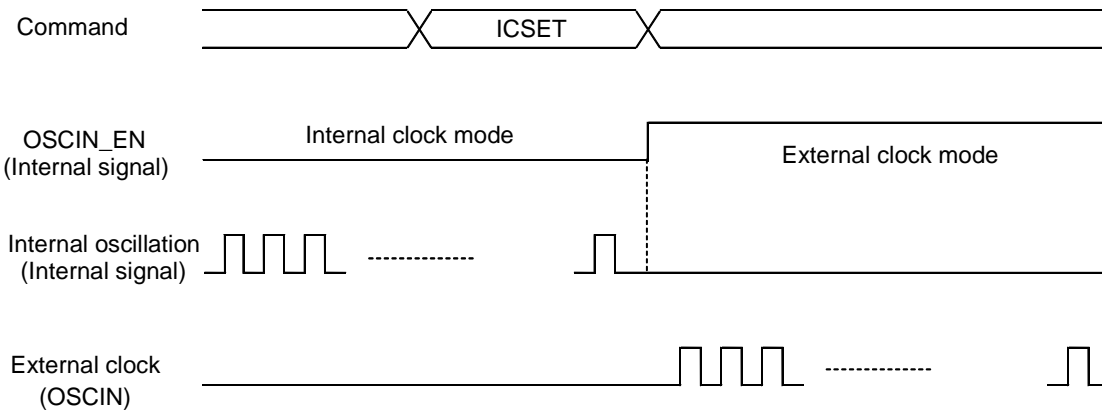 Command
ICSET
OSCIN_EN
(Internal signal)
Internal clock mode
External clock mode
Internal oscillation
(Internal signal)
External clock
(OSCIN)